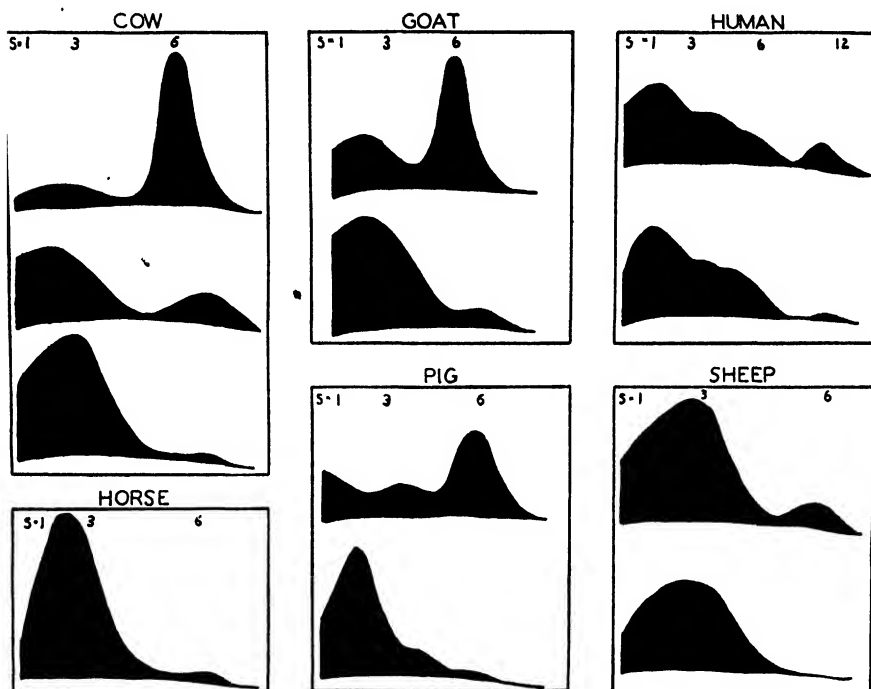 COW
S=1 3 6
GOAT
S=1 3 6
HUMAN
S=1 3 6 12
PIG
S=1 3 6
SHEEP
S=1 3 6
HORSE
S=1 3 6